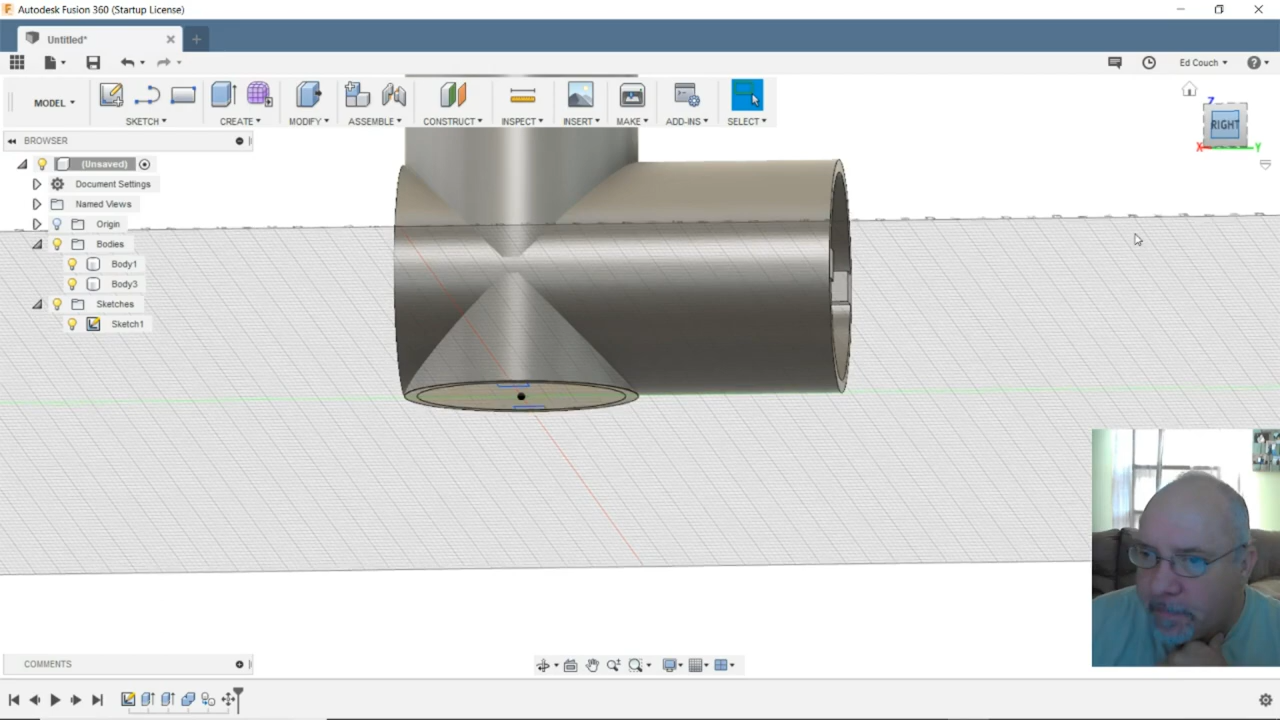 Autodesk Fusion 360 (Startup License)
Untitled*
Ed Couch
MODEL
SKETCH
CREATE
MODIFY
ASSEMBLE
CONSTRUCT
INSPECT
INSERT
MAKE
ADD-INS
SELECT
Z
RIGHT
X
Y
BROWSER
(Unsaved)
Document Settings
Named Views
Origin
Bodies
Body1
Body3
Sketches
Sketch1
COMMENTS